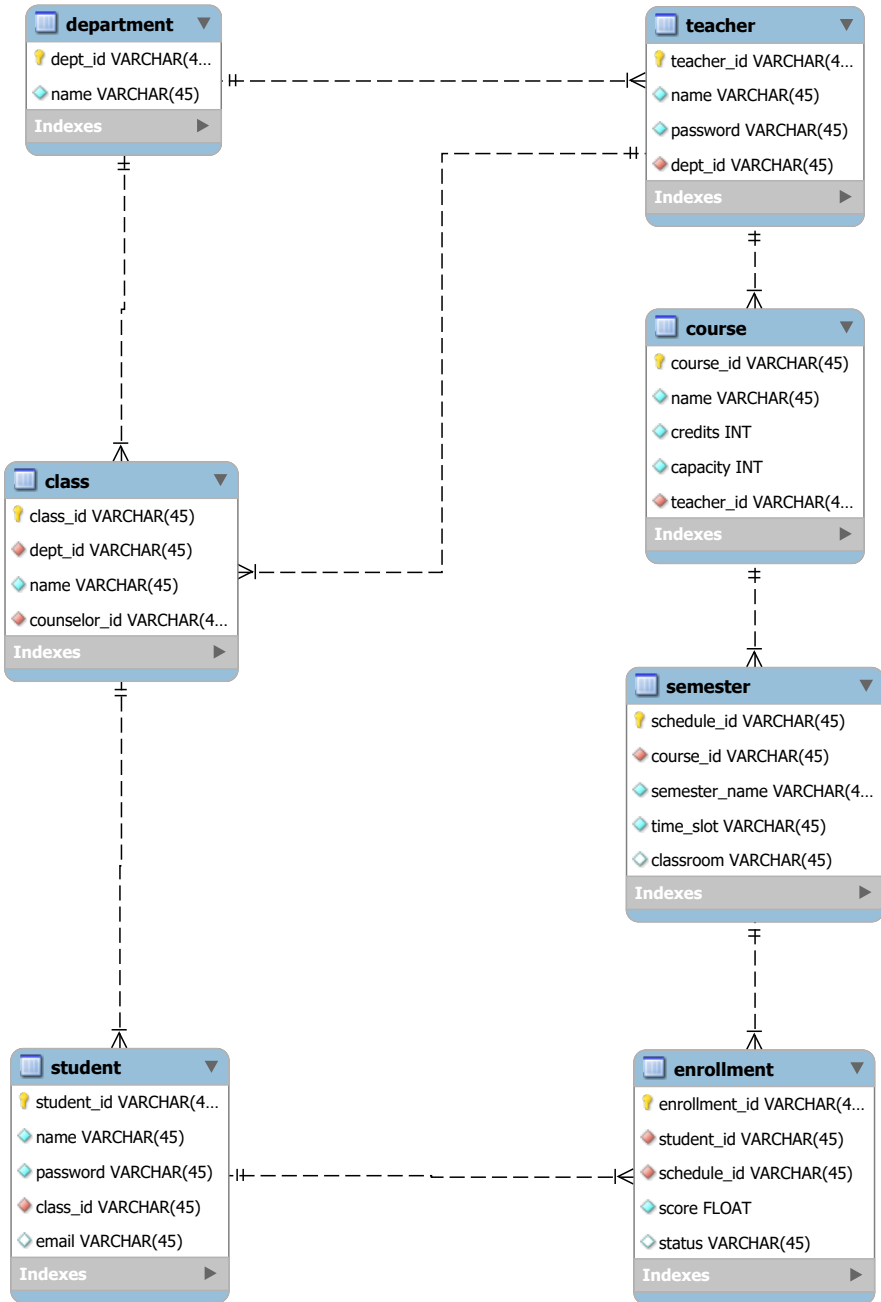 department
dept_id VARCHAR(4...
name VARCHAR(45)
Indexes
teacher
teacher_id VARCHAR(4...
name VARCHAR(45)
password VARCHAR(45)
dept_id VARCHAR(45)
Indexes
course
course_id VARCHAR(45)
name VARCHAR(45)
credits INT
capacity INT
teacher_id VARCHAR(4...
Indexes
class
class_id VARCHAR(45)
dept_id VARCHAR(45)
name VARCHAR(45)
counselor_id VARCHAR(4...
Indexes
semester
schedule_id VARCHAR(45)
course_id VARCHAR(45)
semester_name VARCHAR(4...
time_slot VARCHAR(45)
classroom VARCHAR(45)
Indexes
student
student_id VARCHAR(4...
name VARCHAR(45)
password VARCHAR(45)
class_id VARCHAR(45)
email VARCHAR(45)
Indexes
enrollment
enrollment_id VARCHAR(4...
student_id VARCHAR(45)
schedule_id VARCHAR(45)
score FLOAT
status VARCHAR(45)
Indexes